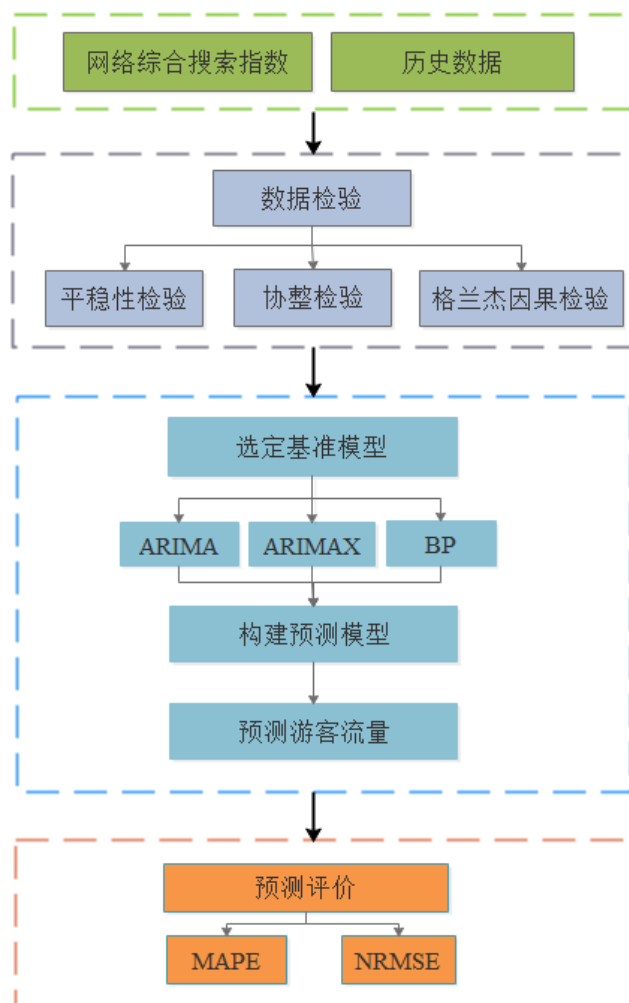 网络综合搜索指数
历史数据
数据检验
平稳性检验
协整检验
格兰杰因果检验
选定基准模型
ARIMA
ARIMAX
BP
构建预测模型
预测游客流量
预测评价
MAPE
NRMSE